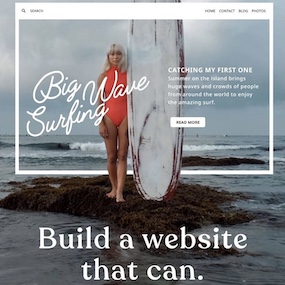 SEARCH
HOME CONTACT BLOG PHOTOS
Big Wave
Surfing
CATCHING MY FIRST ONE
Summer on the island brings
huge waves and crowds of people
from around the world to enjoy
the amazing surf.
READ MORE
Build a website
that can.